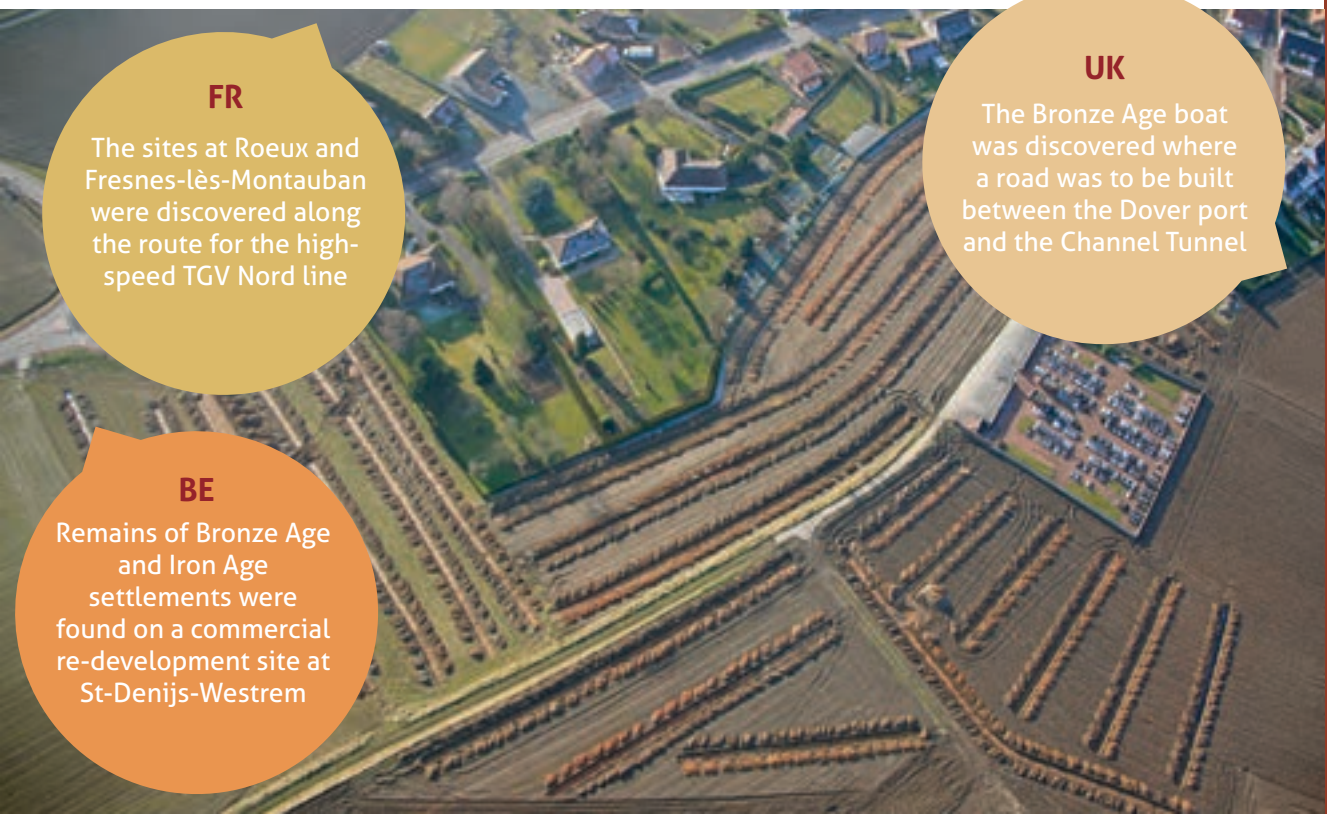 FR
The sites at Roeux and
Fresnes-lès-Montauban
were discovered along
the route for the high-
speed TGV Nord line
UK
The Bronze Age boat
was discovered where
a road was to be built
between the Dover port
and the Channel Tunnel
BE
Remains of Bronze Age
and Iron Age
settlements were
found on a commercial
re-development site at
St-Denijs-Westrem